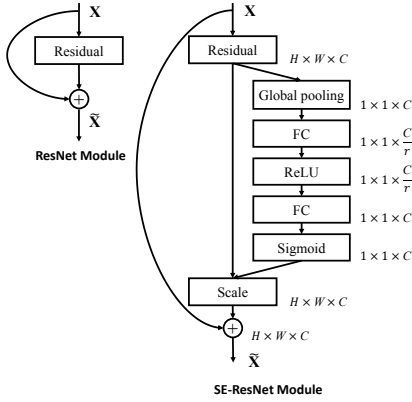 X
Residual
+
X̃
ResNet Module
X
Residual
H × W × C
Global pooling
1 × 1 × C
FC
1 × 1 × C/r
ReLU
1 × 1 × C/r
FC
1 × 1 × C
Sigmoid
1 × 1 × C
Scale
H × W × C
+
H × W × C
X̃
SE-ResNet Module